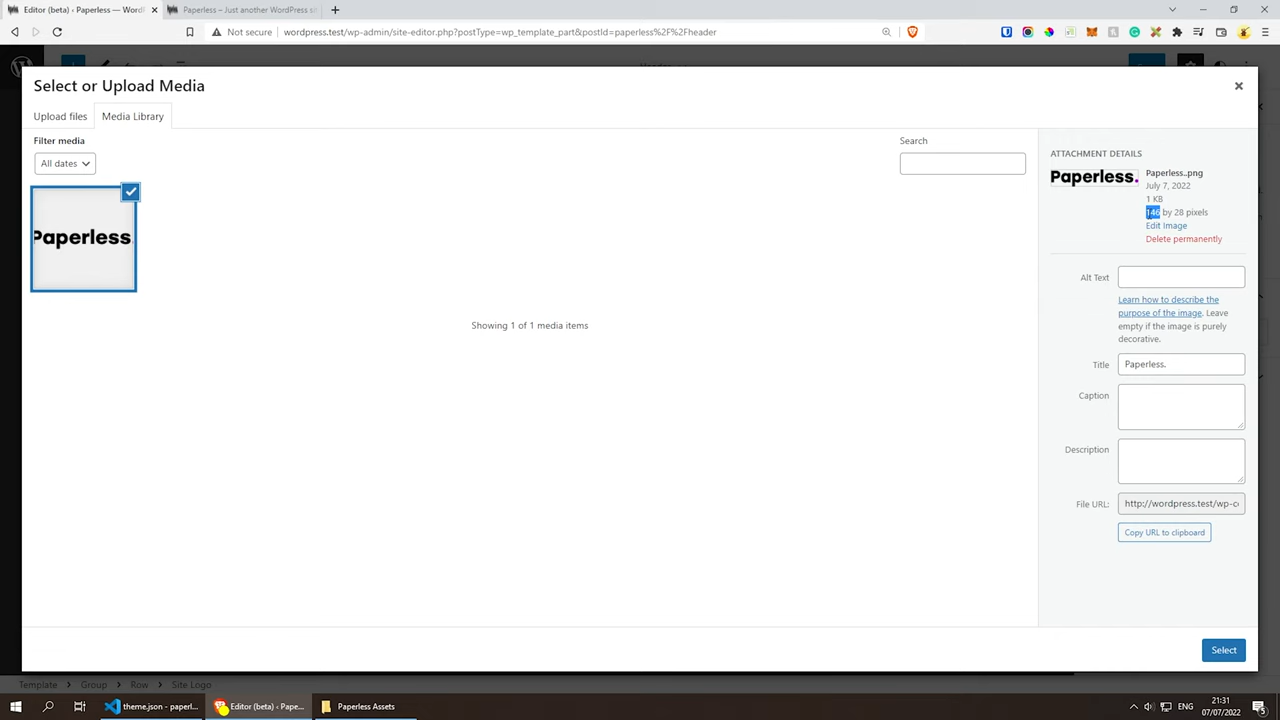 Editor (beta) ‹ Paperless — WordP
Paperless – Just another WordPress si
Not secure
wordpress.test/wp-admin/site-editor.php?postType=wp_template_part&postId=paperless%2F%2Fheader
Select or Upload Media
Upload files
Media Library
Filter media
All dates
Search
Paperless.
Showing 1 of 1 media items
ATTACHMENT DETAILS
Paperless.
Paperless..png
July 7, 2022
1 KB
146 by 28 pixels
Edit Image
Delete permanently
Alt Text
Learn how to describe the
purpose of the image. Leave
empty if the image is purely
decorative.
Title
Paperless.
Caption
Description
File URL:
http://wordpress.test/wp-c
Copy URL to clipboard
Select
Template
Group
Row
Site Logo
theme.json - paperl...
Editor (beta) ‹ Pape...
Paperless Assets
ENG
21:31
07/07/2022